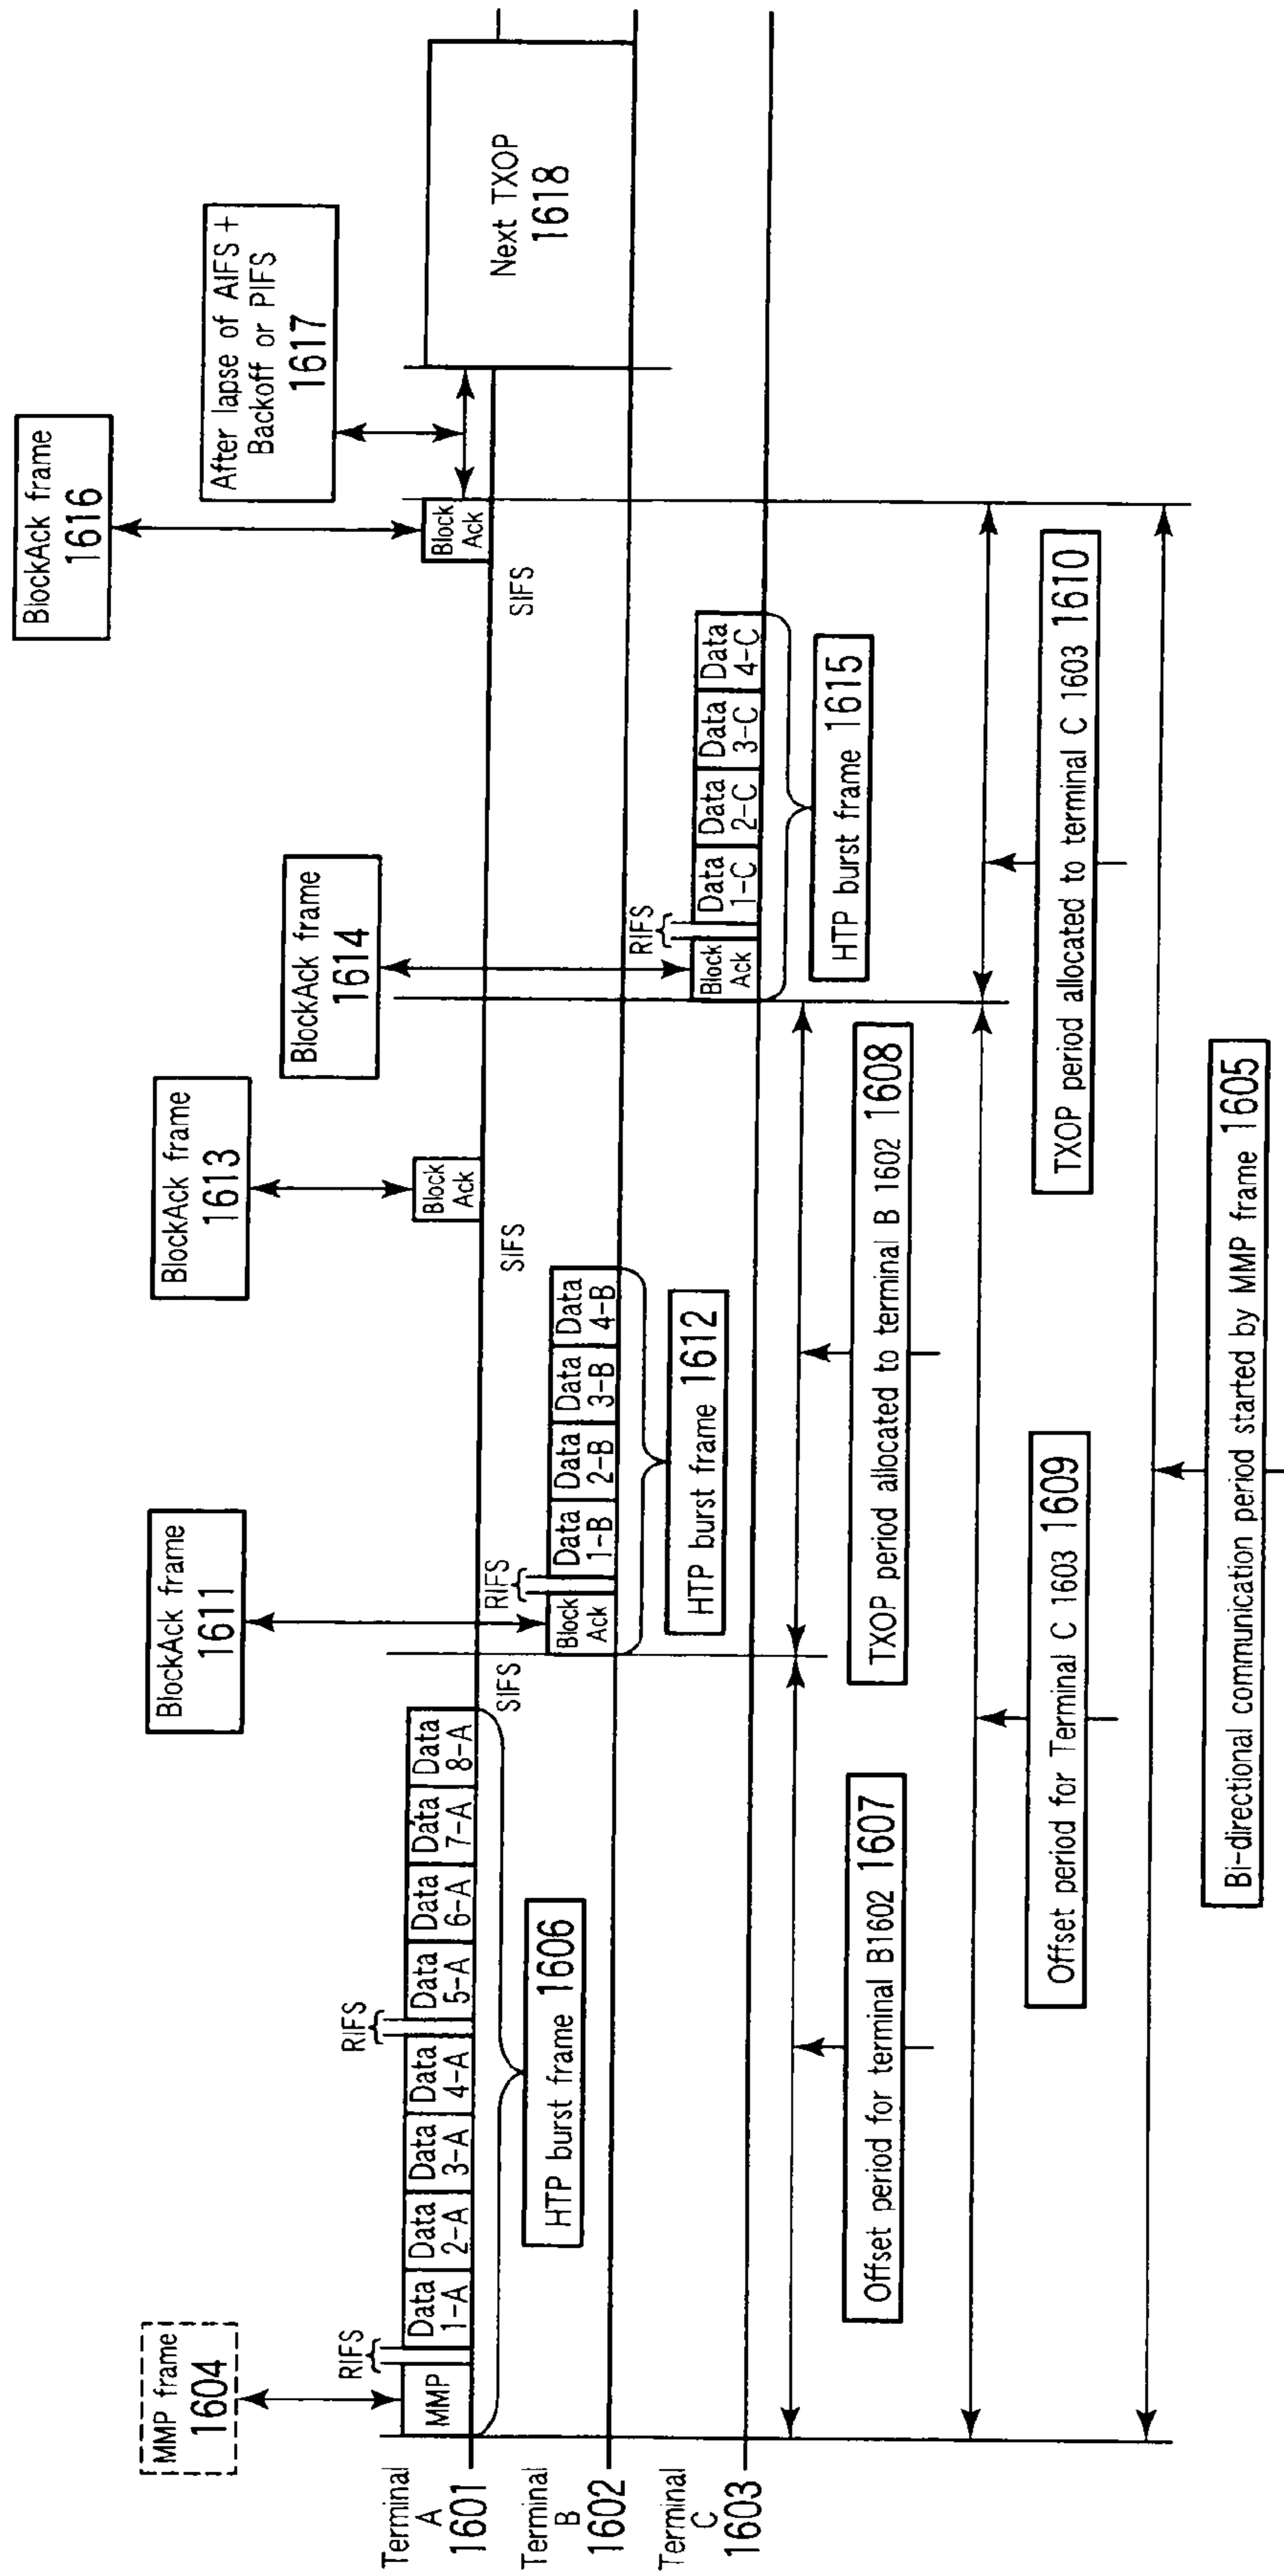 BlockAck frame
1616
After lapse of AIFS +
Backoff or PIFS
1617
BlockAck frame
1613
BlockAck frame
1611
MMP frame
1604
BlockAck frame
1614
Terminal
A
1601
MMP
RIFS
Data
1-A
Data
2-A
Data
3-A
Data
4-A
RIFS
Data
5-A
Data
6-A
Data
7-A
Data
8-A
SIFS
Block
Ack
SIFS
Block
Ack
Next TXOP
1618
Terminal
B
1602
HTP burst frame 1606
SIFS
Block
Ack
RIFS
Data
1-B
Data
2-B
Data
3-B
Data
4-B
Terminal
C
1603
HTP burst frame 1612
Block
Ack
RIFS
Data
1-C
Data
2-C
Data
3-C
Data
4-C
HTP burst frame 1615
Offset period for terminal B1602 1607
TXOP period allocated to terminal B 1602 1608
Offset period for Terminal C 1603 1609
TXOP period allocated to terminal C 1603 1610
Bi-directional communication period started by MMP frame 1605